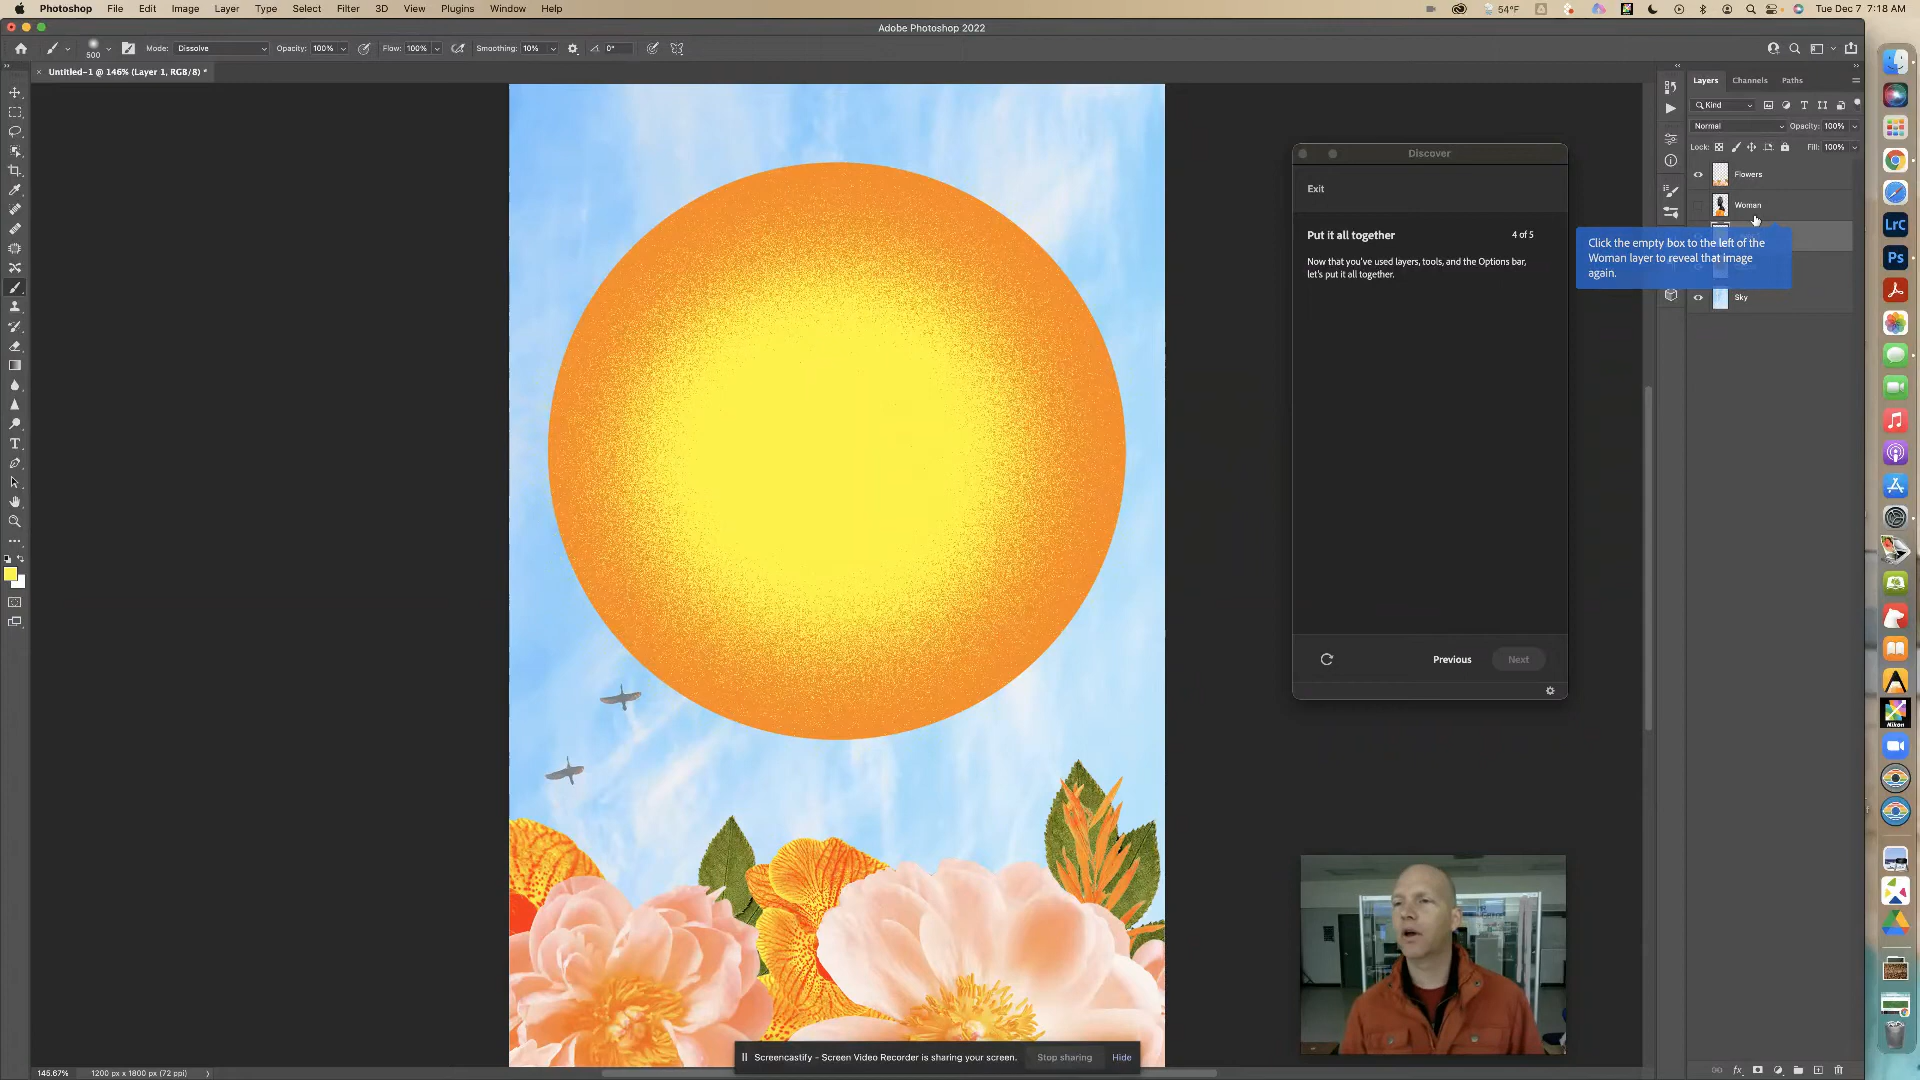 Photoshop File Edit Image Layer Type Select Filter 3D View Plugins Window Help
54°F Tue Dec 7 7:18 AM
Adobe Photoshop 2022
500 Mode: Dissolve Opacity: 100% Flow: 100% Smoothing: 10% 0°
Untitled-1 @ 146% (Layer 1, RGB/8) *
Layers Channels Paths
Kind
Normal Opacity: 100%
Lock: Fill: 100%
Flowers
Woman
Sky
Click the empty box to the left of the
Woman layer to reveal that image
again.
Discover
Exit
Put it all together 4 of 5
Now that you've used layers, tools, and the Options bar,
let's put it all together.
Previous Next
LrC
Ps
Nikon
Screencastify - Screen Video Recorder is sharing your screen. Stop sharing Hide
145.67% 1200 px x 1800 px (72 ppi)